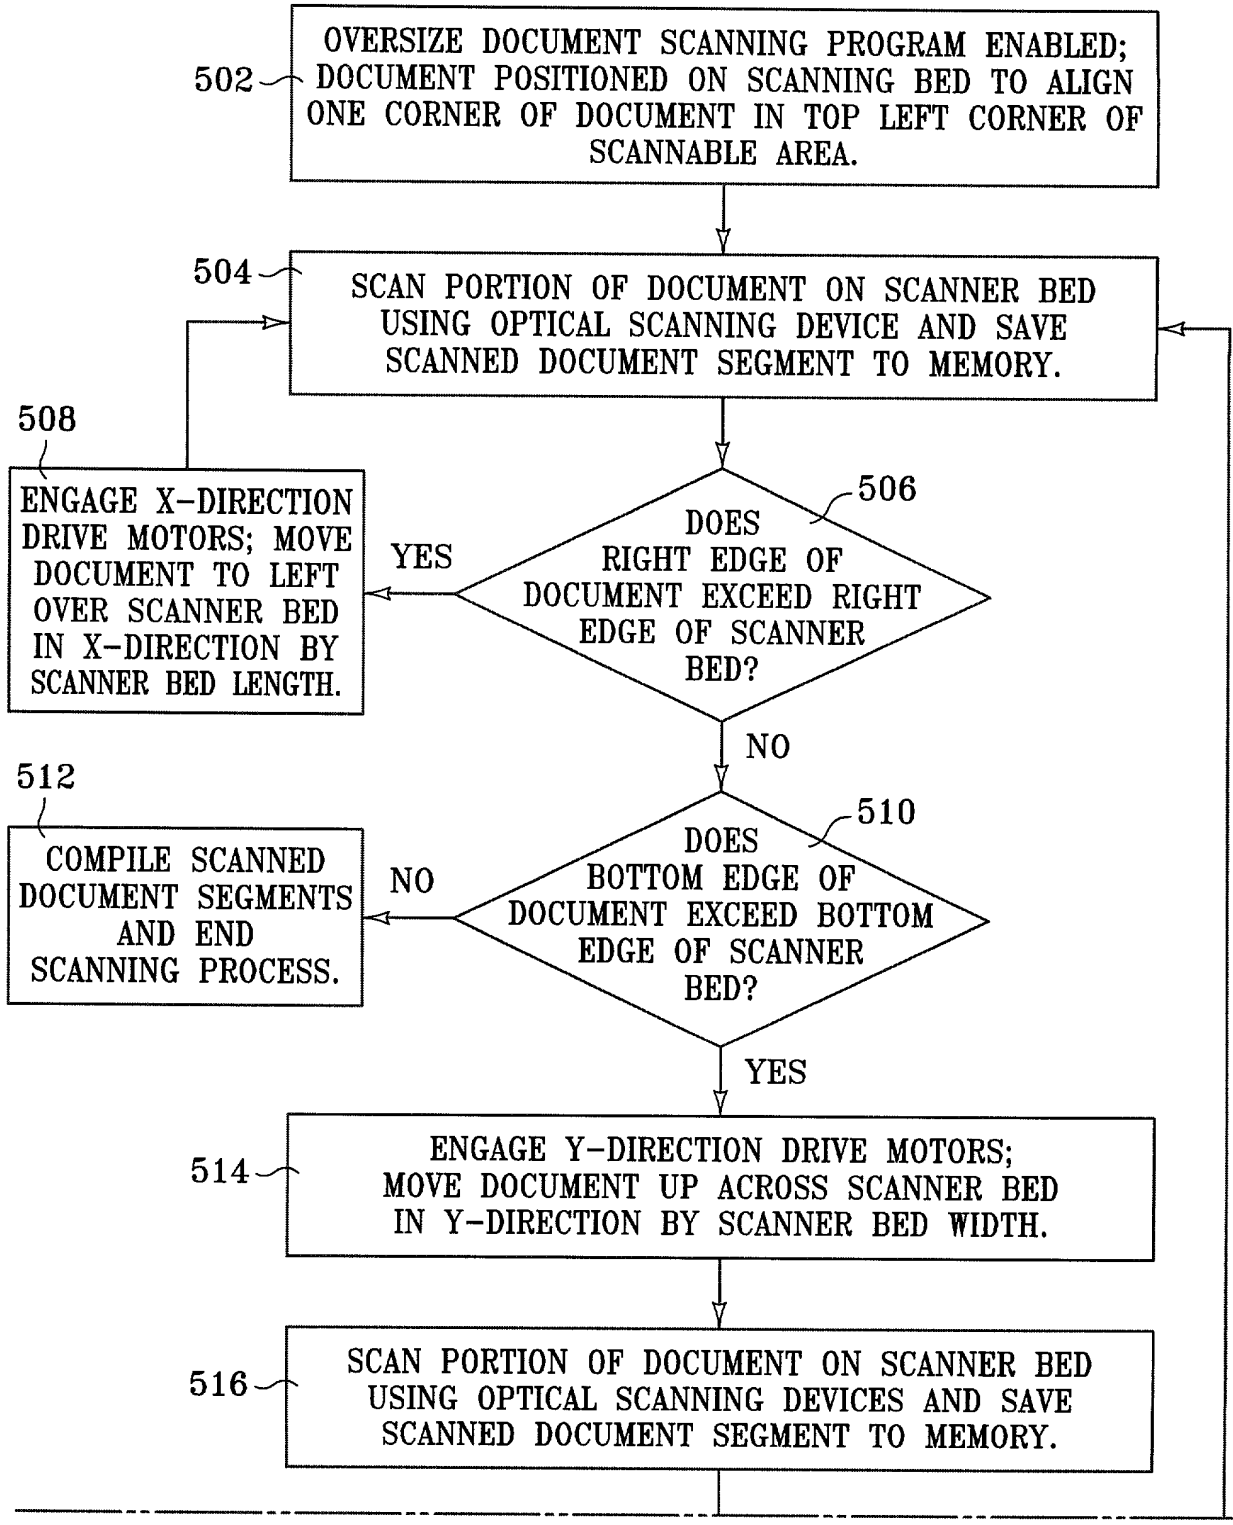 502
OVERSIZE DOCUMENT SCANNING PROGRAM ENABLED;
DOCUMENT POSITIONED ON SCANNING BED TO ALIGN
ONE CORNER OF DOCUMENT IN TOP LEFT CORNER OF
SCANNABLE AREA.
504
SCAN PORTION OF DOCUMENT ON SCANNER BED
USING OPTICAL SCANNING DEVICE AND SAVE
SCANNED DOCUMENT SEGMENT TO MEMORY.
508
ENGAGE X-DIRECTION
DRIVE MOTORS; MOVE
DOCUMENT TO LEFT
OVER SCANNER BED
IN X-DIRECTION BY
SCANNER BED LENGTH.
YES
506
DOES
RIGHT EDGE OF
DOCUMENT EXCEED RIGHT
EDGE OF SCANNER
BED?
NO
512
COMPILE SCANNED
DOCUMENT SEGMENTS
AND END
SCANNING PROCESS.
NO
510
DOES
BOTTOM EDGE OF
DOCUMENT EXCEED BOTTOM
EDGE OF SCANNER
BED?
YES
514
ENGAGE Y-DIRECTION DRIVE MOTORS;
MOVE DOCUMENT UP ACROSS SCANNER BED
IN Y-DIRECTION BY SCANNER BED WIDTH.
516
SCAN PORTION OF DOCUMENT ON SCANNER BED
USING OPTICAL SCANNING DEVICES AND SAVE
SCANNED DOCUMENT SEGMENT TO MEMORY.